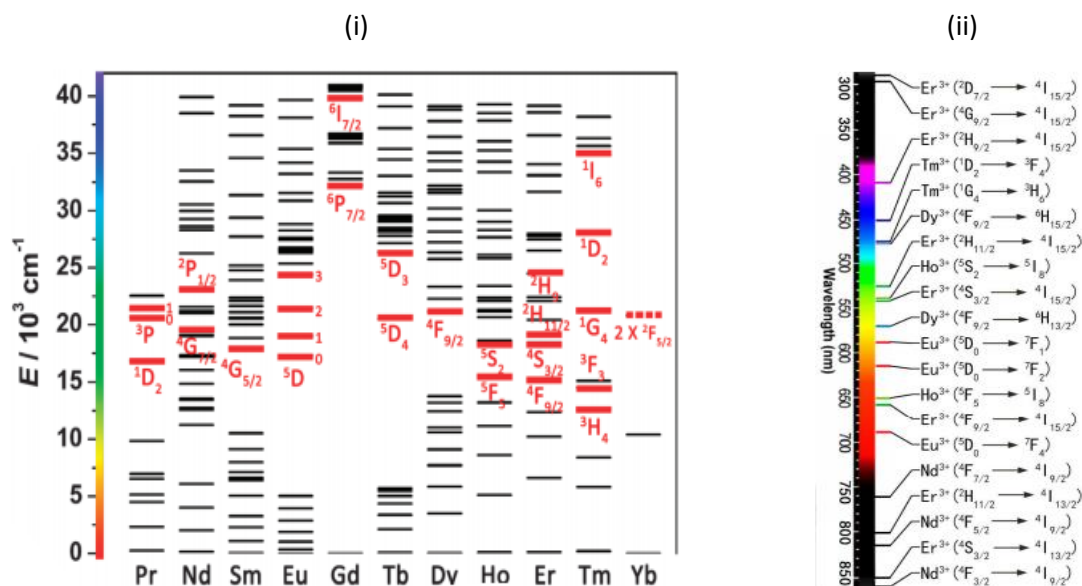 (i)
(ii)
E / 10³ cm⁻¹
40
35
30
25
20
15
10
5
0
³P
1
0
¹D₂
²P₁/₂
⁴G₇/₂
⁴G₅/₂
3
2
1
0
⁵D
⁶I₇/₂
⁶P₇/₂
⁵D₃
⁵D₄
⁴F₉/₂
⁵S₂
⁵F₅
²H₉
²H₁₁/₂
⁴S₃/₂
⁴F₉/₂
¹I₆
¹D₂
¹G₄
³F₃
³H₄
2 X ²F₅/₂
Pr Nd Sm Eu Gd Tb Dv Ho Er Tm Yb
Wavelength (nm)
300
350
400
450
500
550
600
650
700
750
800
850
Er³⁺ (²D₇/₂ → ⁴I₁₅/₂)
Er³⁺ (⁴G₉/₂ → ⁴I₁₅/₂)
Er³⁺ (²H₉/₂ → ⁴I₁₅/₂)
Tm³⁺ (¹D₂ → ³F₄)
Tm³⁺ (¹G₄ → ³H₆)
Dy³⁺ (⁴F₉/₂ → ⁶H₁₅/₂)
Er³⁺ (²H₁₁/₂ → ⁴I₁₅/₂)
Ho³⁺ (⁵S₂ → ⁵I₈)
Er³⁺ (⁴S₃/₂ → ⁴I₁₅/₂)
Dy³⁺ (⁴F₉/₂ → ⁶H₁₃/₂)
Eu³⁺ (⁵D₀ → ⁷F₁)
Eu³⁺ (⁵D₀ → ⁷F₂)
Ho³⁺ (⁵F₅ → ⁵I₈)
Er³⁺ (⁴F₉/₂ → ⁴I₁₅/₂)
Eu³⁺ (⁵D₀ → ⁷F₄)
Nd³⁺ (⁴F₇/₂ → ⁴I₉/₂)
Er³⁺ (²H₁₁/₂ → ⁴I₁₃/₂)
Nd³⁺ (⁴F₅/₂ → ⁴I₉/₂)
Er³⁺ (⁴S₃/₂ → ⁴I₁₃/₂)
Nd³⁺ (⁴F₃/₂ → ⁴I₉/₂)